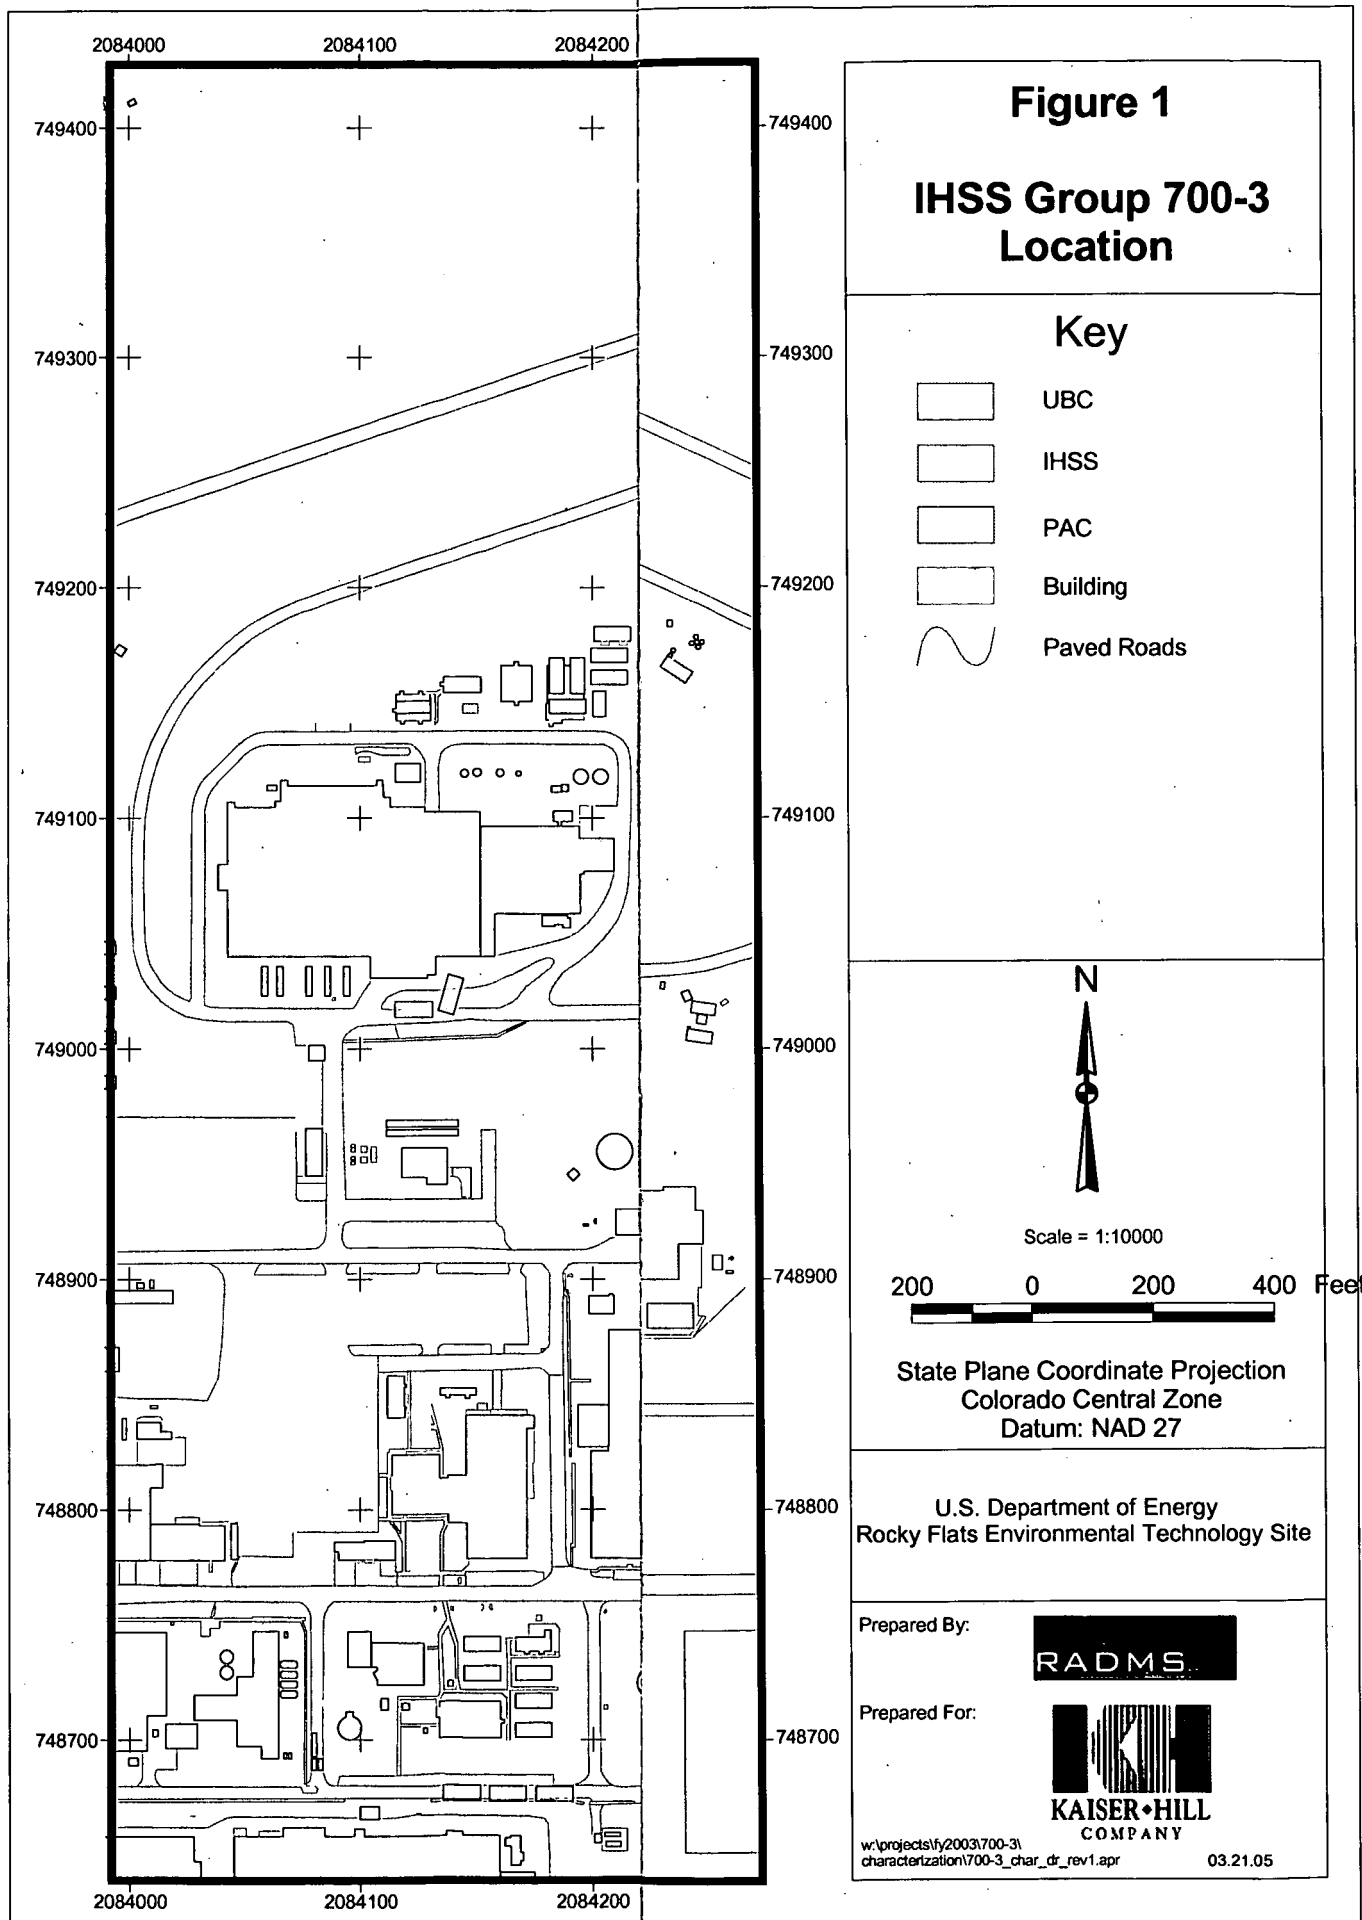 2084000 2084100 2084200
749400
749400
749300
749300
749200
749200
749100
749100
749000
749000
748900
748900
748800
748800
748700
748700
2084000 2084100 2084200
Figure 1
IHSS Group 700-3
Location
Key
UBC
IHSS
PAC
Building
Paved Roads
N
Scale = 1:10000
200 0 200 400 Feet
State Plane Coordinate Projection
Colorado Central Zone
Datum: NAD 27
U.S. Department of Energy
Rocky Flats Environmental Technology Site
Prepared By:
RADMS
Prepared For:
KAISER•HILL
COMPANY
w:\projects\fy2003\700-3\
characterization\700-3_char_dr_rev1.apr 03.21.05